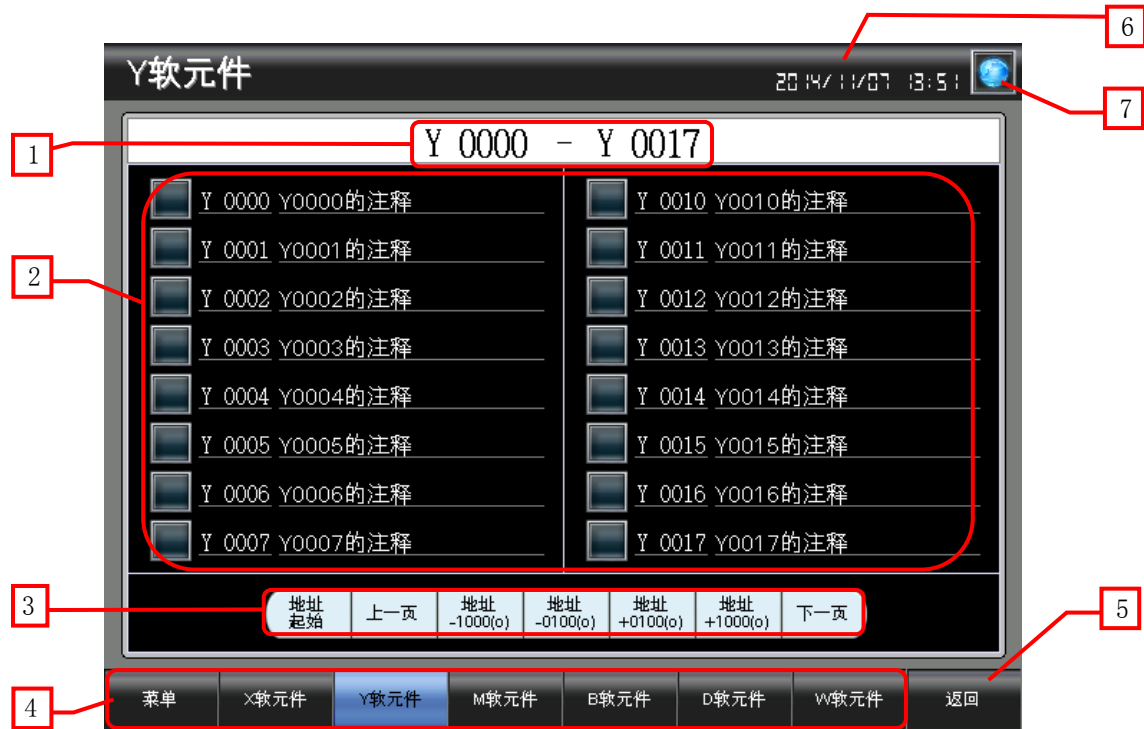 6
Y软元件
2014/11/07 13:51
7
1
Y 0000 - Y 0017
2
Y 0000 Y0000的注释
Y 0001 Y0001的注释
Y 0002 Y0002的注释
Y 0003 Y0003的注释
Y 0004 Y0004的注释
Y 0005 Y0005的注释
Y 0006 Y0006的注释
Y 0007 Y0007的注释
Y 0010 Y0010的注释
Y 0011 Y0011的注释
Y 0012 Y0012的注释
Y 0013 Y0013的注释
Y 0014 Y0014的注释
Y 0015 Y0015的注释
Y 0016 Y0016的注释
Y 0017 Y0017的注释
3
地址
起始
上一页
地址
-1000(o)
地址
-0100(o)
地址
+0100(o)
地址
+1000(o)
下一页
5
4
菜单
X软元件
Y软元件
M软元件
B软元件
D软元件
W软元件
返回